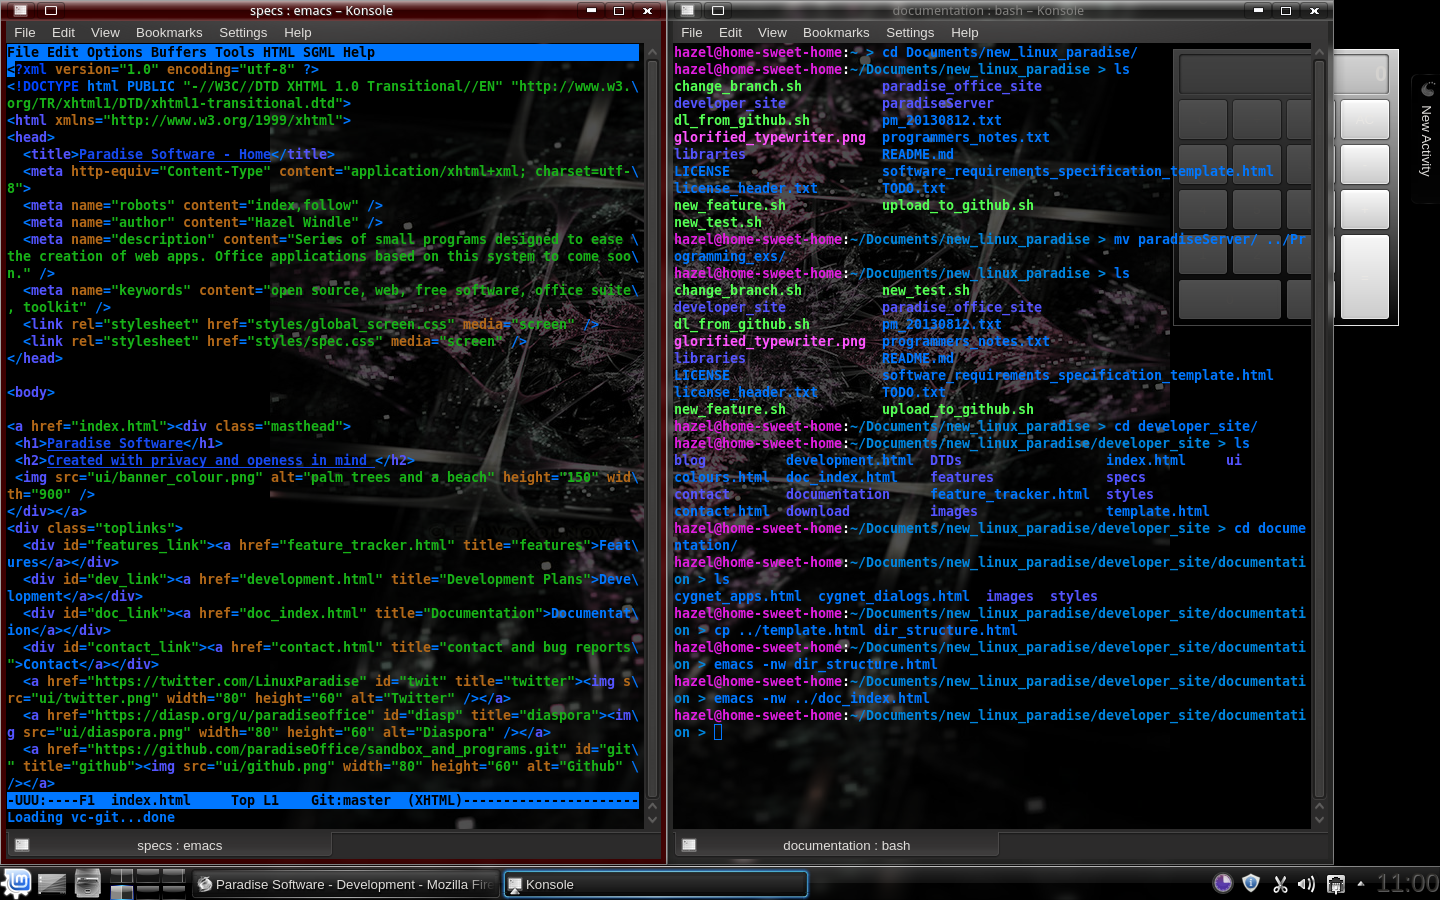 specs : emacs – Konsole
File Edit View Bookmarks Settings Help
File Edit Options Buffers Tools HTML SGML Help
<?xml version="1.0" encoding="utf-8" ?>
<!DOCTYPE html PUBLIC "-//W3C//DTD XHTML 1.0 Transitional//EN" "http://www.w3.\
org/TR/xhtml1/DTD/xhtml1-transitional.dtd">
<html xmlns="http://www.w3.org/1999/xhtml">
<head>
  <title>Paradise Software - Home</title>
  <meta http-equiv="Content-Type" content="application/xhtml+xml; charset=utf-\
8">
  <meta name="robots" content="index,follow" />
  <meta name="author" content="Hazel Windle" />
  <meta name="description" content="Series of small programs designed to ease \
the creation of web apps. Office applications based on this system to come soo\
n." />
  <meta name="keywords" content="open source, web, free software, office suite\
, toolkit" />
  <link rel="stylesheet" href="styles/global_screen.css" media="screen" />
  <link rel="stylesheet" href="styles/spec.css" media="screen" />
</head>
<body>
<a href="index.html"><div class="masthead">
 <h1>Paradise Software</h1>
 <h2>Created with privacy and openess in mind </h2>
 <img src="ui/banner_colour.png" alt="palm trees and a beach" height="150" wid\
th="900" />
</div></a>
<div class="toplinks">
  <div id="features_link"><a href="feature_tracker.html" title="features">Feat\
ures</a></div>
  <div id="dev_link"><a href="development.html" title="Development Plans">Deve\
lopment</a></div>
  <div id="doc_link"><a href="doc_index.html" title="Documentation">Documentat\
ion</a></div>
  <div id="contact_link"><a href="contact.html" title="contact and bug reports\
">Contact</a></div>
  <a href="https://twitter.com/LinuxParadise" id="twit" title="twitter"><img s\
rc="ui/twitter.png" width="80" height="60" alt="Twitter" /></a>
  <a href="https://diasp.org/u/paradiseoffice" id="diasp" title="diaspora"><im\
g src="ui/diaspora.png" width="80" height="60" alt="Diaspora" /></a>
  <a href="https://github.com/paradiseOffice/sandbox_and_programs.git" id="git\
" title="github"><img src="ui/github.png" width="80" height="60" alt="Github" \
/></a>
-UUU:----F1  index.html     Top L1    Git:master  (XHTML)----------------------
Loading vc-git...done
specs : emacs
documentation : bash – Konsole
File Edit View Bookmarks Settings Help
hazel@home-sweet-home:~ > cd Documents/new_linux_paradise/
hazel@home-sweet-home:~/Documents/new_linux_paradise > ls
change_branch.sh          paradise_office_site
developer_site            paradiseServer
dl_from_github.sh         pm_20130812.txt
glorified_typewriter.png  programmers_notes.txt
libraries                 README.md
LICENSE                   software_requirements_specification_template.html
license_header.txt        TODO.txt
new_feature.sh            upload_to_github.sh
new_test.sh
hazel@home-sweet-home:~/Documents/new_linux_paradise > mv paradiseServer/ ../Pr
ogramming_exs/
hazel@home-sweet-home:~/Documents/new_linux_paradise > ls
change_branch.sh          new_test.sh
developer_site            paradise_office_site
dl_from_github.sh         pm_20130812.txt
glorified_typewriter.png  programmers_notes.txt
libraries                 README.md
LICENSE                   software_requirements_specification_template.html
license_header.txt        TODO.txt
new_feature.sh            upload_to_github.sh
hazel@home-sweet-home:~/Documents/new_linux_paradise > cd developer_site/
hazel@home-sweet-home:~/Documents/new_linux_paradise/developer_site > ls
blog          development.html  DTDs                  index.html     ui
colours.html  doc_index.html    features              specs
contact       documentation     feature_tracker.html  styles
contact.html  download          images                template.html
hazel@home-sweet-home:~/Documents/new_linux_paradise/developer_site > cd docume
ntation/
hazel@home-sweet-home:~/Documents/new_linux_paradise/developer_site/documentati
on > ls
cygnet_apps.html  cygnet_dialogs.html  images  styles
hazel@home-sweet-home:~/Documents/new_linux_paradise/developer_site/documentati
on > cp ../template.html dir_structure.html
hazel@home-sweet-home:~/Documents/new_linux_paradise/developer_site/documentati
on > emacs -nw dir_structure.html
hazel@home-sweet-home:~/Documents/new_linux_paradise/developer_site/documentati
on > emacs -nw ../doc_index.html
hazel@home-sweet-home:~/Documents/new_linux_paradise/developer_site/documentati
on >
documentation : bash
0
New Activity
Paradise Software - Development - Mozilla Fire
Konsole
11:00